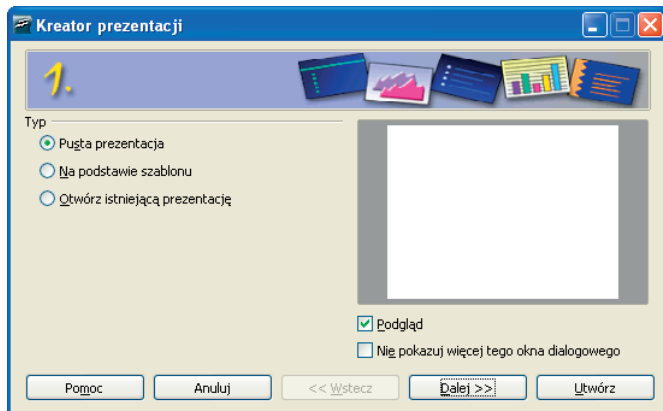 Kreator prezentacji
1.
Typ
Pusta prezentacja
Na podstawie szablonu
Otwórz istniejącą prezentację
Podgląd
Nie pokazuj więcej tego okna dialogowego
Pomoc Anuluj << Wstecz Dalej >> Utwórz